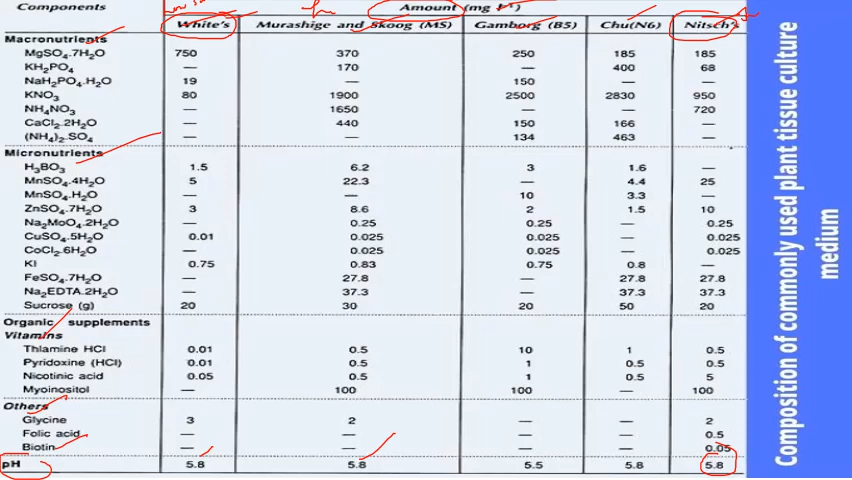 Components Amount (mg l⁻¹)
White's Murashige and Skoog (MS) Gamborg (B5) Chu(N6) Nitsch's
Macronutrients
MgSO₄.7H₂O 750 370 250 185 185
KH₂PO₄ — 170 — 400 68
NaH₂PO₄.H₂O 19 — 150 — —
KNO₃ 80 1900 2500 2830 950
NH₄NO₃ — 1650 — — 720
CaCl₂.2H₂O — 440 150 166 —
(NH₄)₂.SO₄ — — 134 463 —
Micronutrients
H₃BO₃ 1.5 6.2 3 1.6 —
MnSO₄.4H₂O 5 22.3 — 4.4 25
MnSO₄.H₂O — — 10 3.3 —
ZnSO₄.7H₂O 3 8.6 2 1.5 10
Na₂MoO₄.2H₂O — 0.25 0.25 — 0.25
CuSO₄.5H₂O 0.01 0.025 0.025 — 0.025
CoCl₂.6H₂O — 0.025 0.025 — 0.025
KI 0.75 0.83 0.75 0.8 —
FeSO₄.7H₂O — 27.8 — 27.8 27.8
Na₂EDTA.2H₂O — 37.3 — 37.3 37.3
Sucrose (g) 20 30 20 50 20
Organic supplements
Vitamins
Thiamine HCl 0.01 0.5 10 1 0.5
Pyridoxine (HCl) 0.01 0.5 1 0.5 0.5
Nicotinic acid 0.05 0.5 1 0.5 5
Myoinositol — 100 100 — 100
Others
Glycine 3 2 — — 2
Folic acid — — — — 0.5
Biotin — — — — 0.05
pH 5.8 5.8 5.5 5.8 5.8
Composition of commonly used plant tissue culture
medium